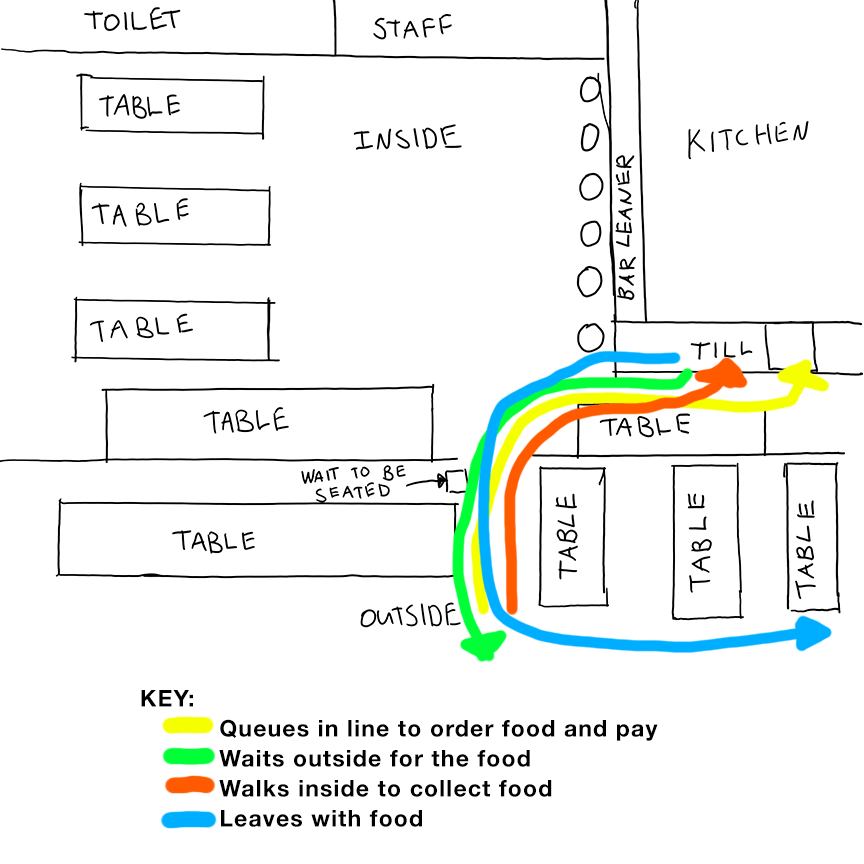 TOILET
STAFF
TABLE
INSIDE
KITCHEN
TABLE
BAR LEANER
TABLE
TILL
TABLE
TABLE
WAIT TO BE
SEATED
TABLE
TABLE
TABLE
TABLE
OUTSIDE
KEY:
Queues in line to order food and pay
Waits outside for the food
Walks inside to collect food
Leaves with food